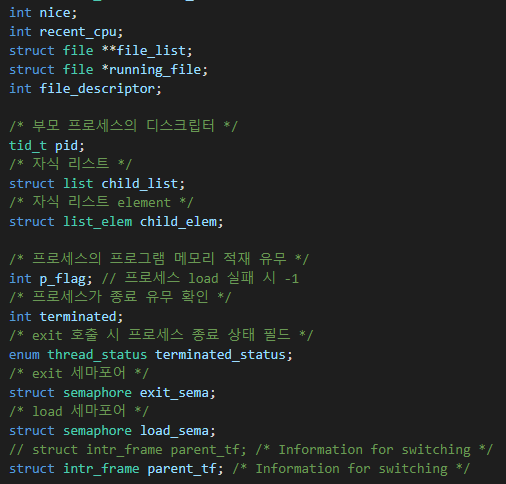 int nice;
int recent_cpu;
struct file **file_list;
struct file *running_file;
int file_descriptor;
/* 부모 프로세스의 디스크립터 */
tid_t pid;
/* 자식 리스트 */
struct list child_list;
/* 자식 리스트 element */
struct list_elem child_elem;
/* 프로세스의 프로그램 메모리 적재 유무 */
int p_flag; // 프로세스 load 실패 시 -1
/* 프로세스가 종료 유무 확인 */
int terminated;
/* exit 호출 시 프로세스 종료 상태 필드 */
enum thread_status terminated_status;
/* exit 세마포어 */
struct semaphore exit_sema;
/* load 세마포어 */
struct semaphore load_sema;
// struct intr_frame parent_tf; /* Information for switching */
struct intr_frame parent_tf; /* Information for switching */